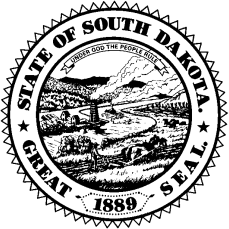 STATE OF SOUTH DAKOTA.
UNDER GOD THE PEOPLE RULE
GREAT SEAL.
1889